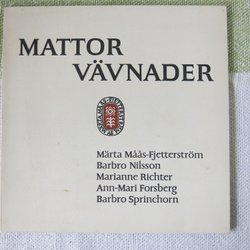 MATTOR
VÄVNADER
Märta Måås-Fjetterström
Barbro Nilsson
Marianne Richter
Ann-Mari Forsberg
Barbro Sprinchorn